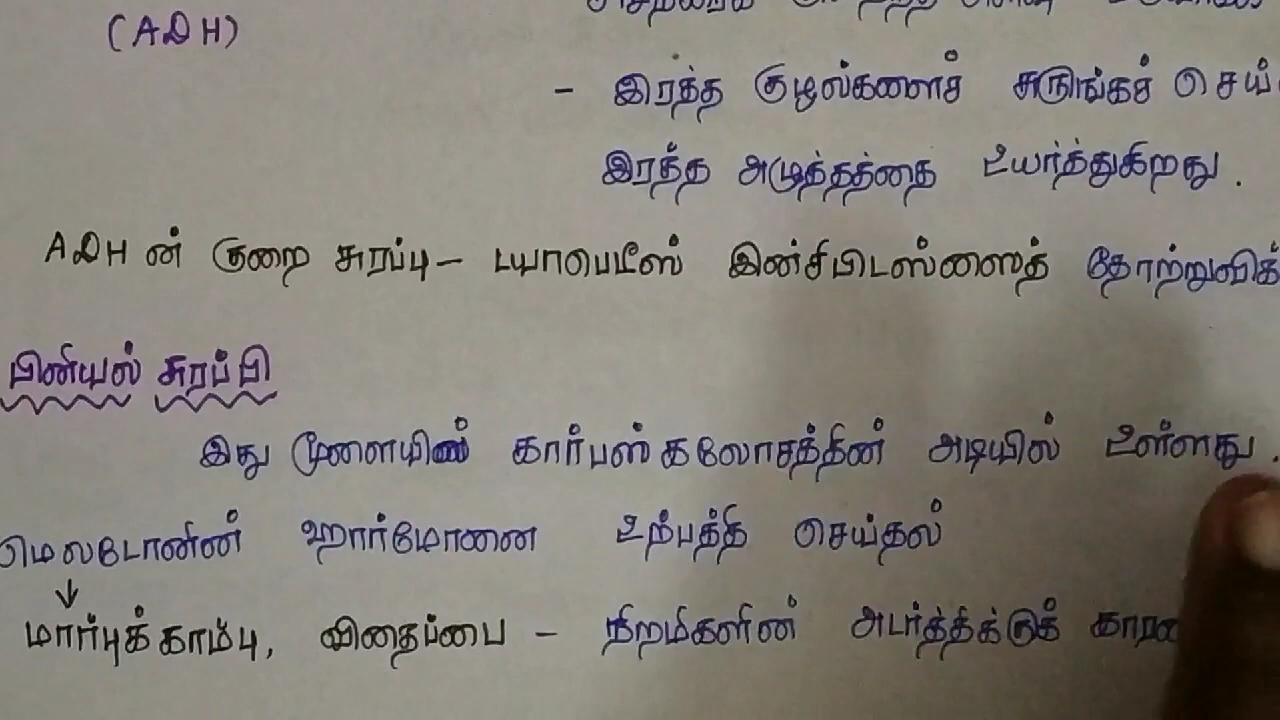 (ADH)
- இரத்த குழல்களைச் சுருங்கச் செய்
இரத்த அழுத்தத்தை உயர்த்துகிறது.
ADH ன் குறை சுரப்பு - டயாபெடீஸ் இன்சிபிடஸ்ஸைத் தோற்றுவிக்
பினியல் சுரப்பி
இது மூளையின் கார்பஸ் கலோசத்தின் அடியில் உள்ளது.
மெலடோனின் ஹார்மோனை உற்பத்தி செய்தல்
↓
மார்புக்காம்பு, விதைப்பை - நிறமிகளின் அடர்த்திக்குக்